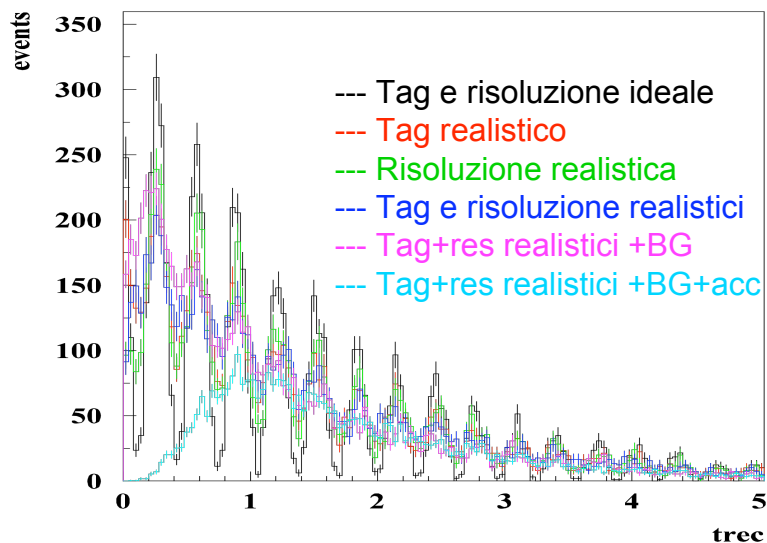 events
350
300
250
200
150
100
50
0
--- Tag e risoluzione ideale
--- Tag realistico
--- Risoluzione realistica
--- Tag e risoluzione realistici
--- Tag+res realistici +BG
--- Tag+res realistici +BG+acc
0 1 2 3 4 5
trec